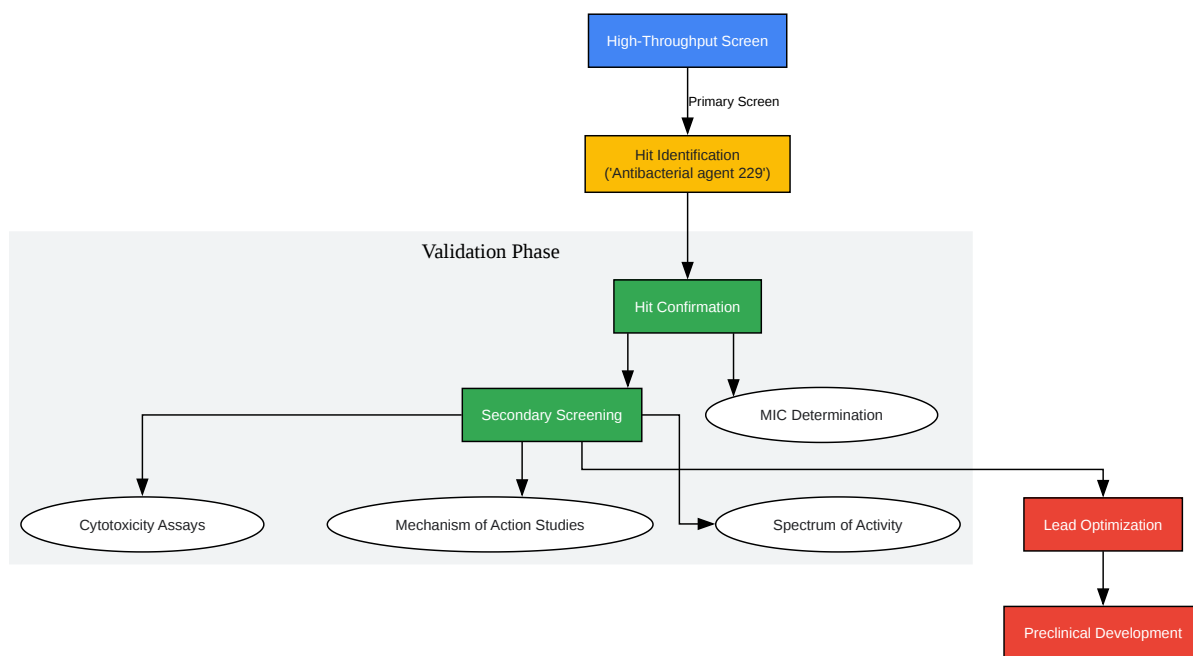 High-Throughput Screen
Primary Screen
Hit Identification
('Antibacterial agent 229')
Validation Phase
Hit Confirmation
Secondary Screening
MIC Determination
Cytotoxicity Assays
Mechanism of Action Studies
Spectrum of Activity
Lead Optimization
Preclinical Development